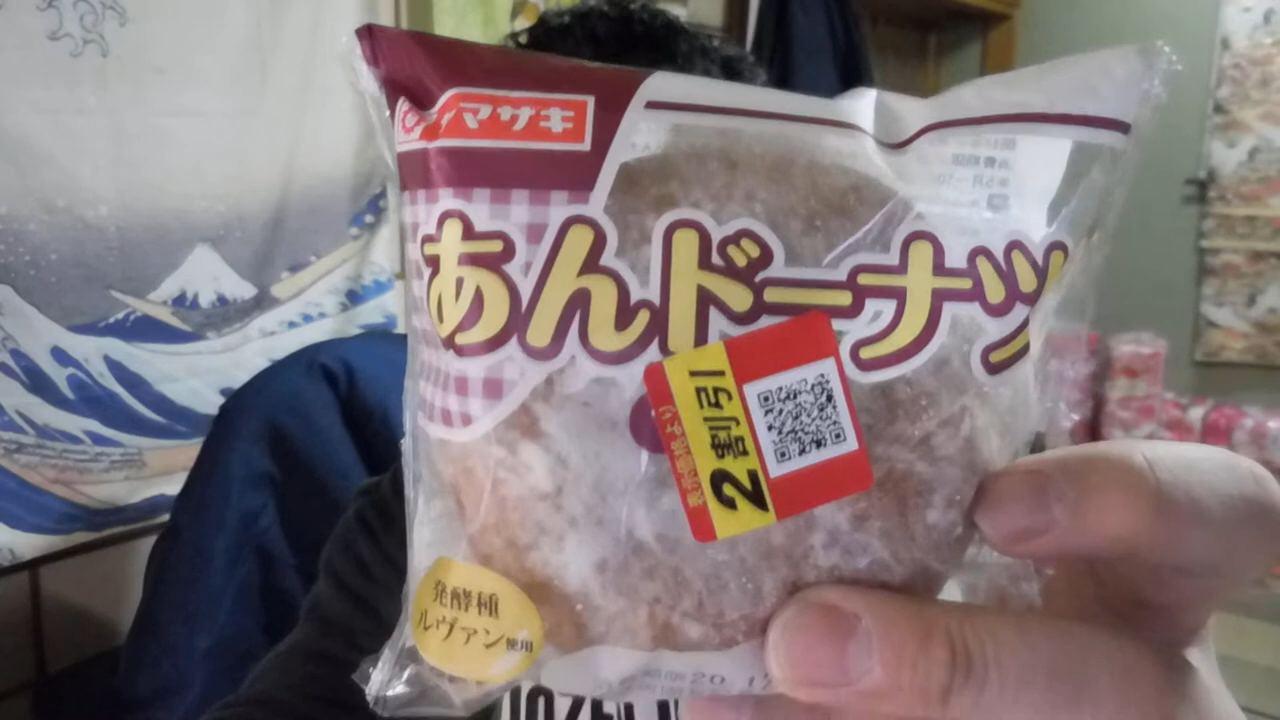 ヤマザキ
あんドーナツ
表示価格より
2割引
発酵種
ルヴァン使用